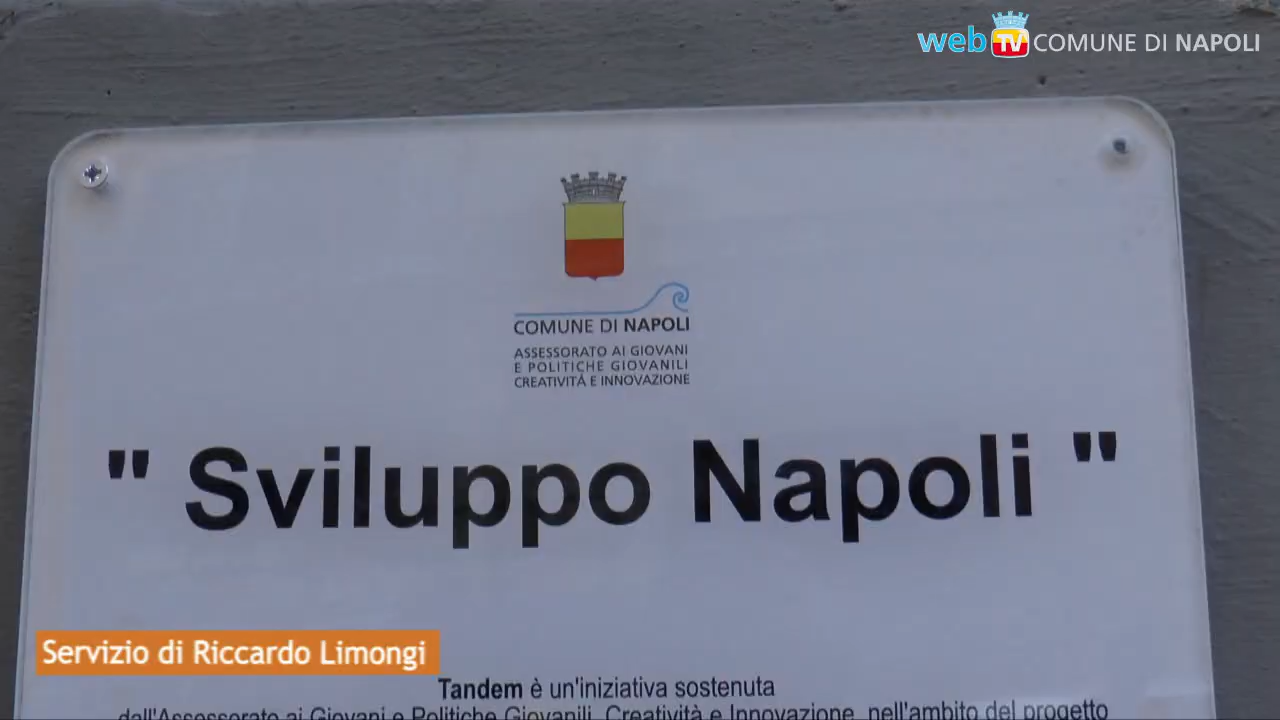 web TV COMUNE DI NAPOLI
COMUNE DI NAPOLI
ASSESSORATO AI GIOVANI
E POLITICHE GIOVANILI
CREATIVITÁ E INNOVAZIONE
" Sviluppo Napoli "
Servizio di Riccardo Limongi
Tandem è un'iniziativa sostenuta
dall'Assessorato ai Giovani e Politiche Giovanili, Creatività e Innovazione, nell'ambito del progetto